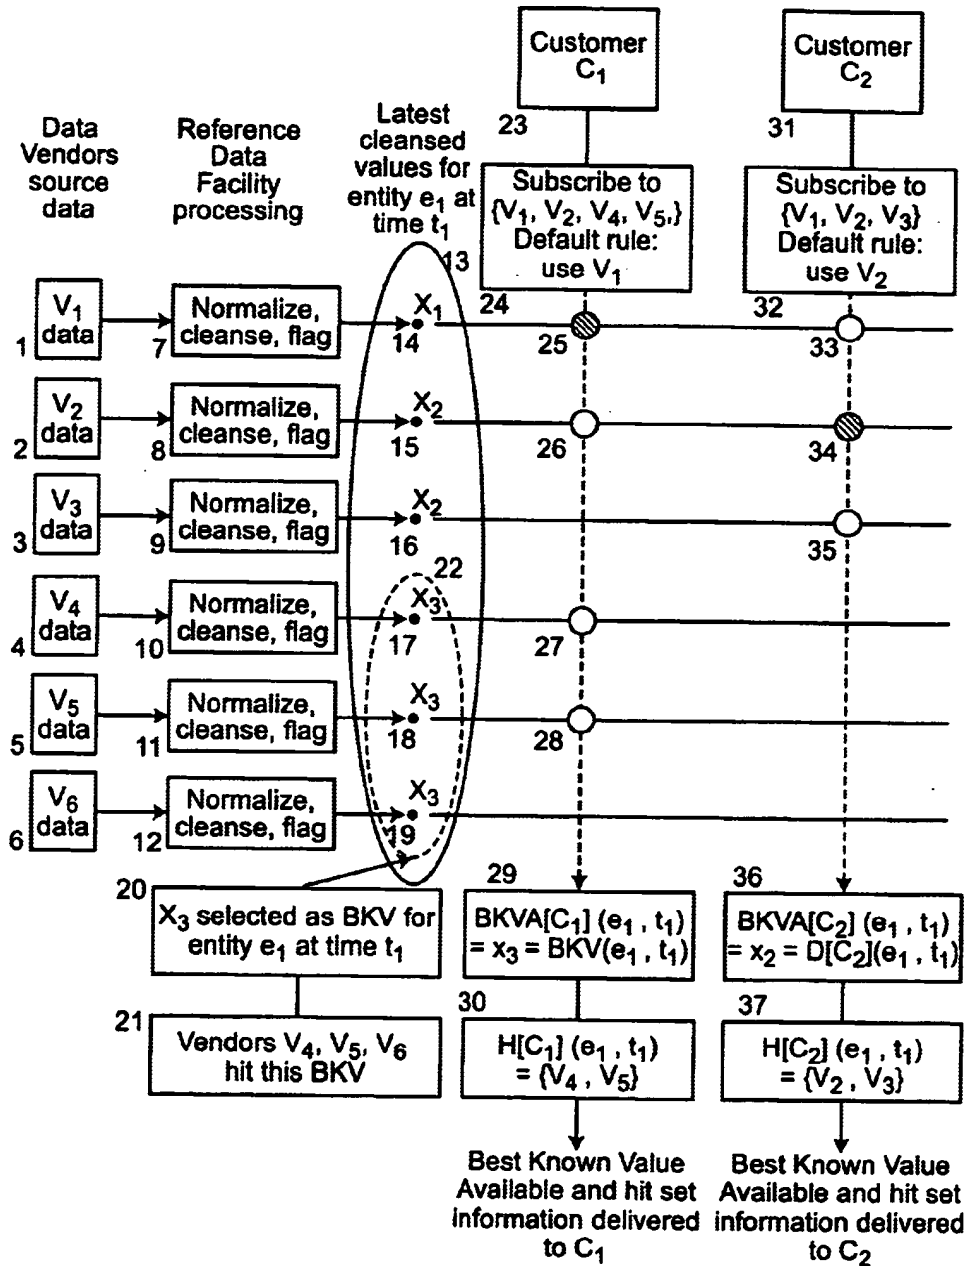 Customer
C1
Customer
C2
23
31
Data
Vendors
source
data
Reference
Data
Facility
processing
Latest
cleansed
values for
entity e1 at
time t1
13
Subscribe to
{V1, V2, V4, V5,}
Default rule:
use V1
Subscribe to
{V1, V2, V3}
Default rule:
use V2
24
32
V1
data
1
Normalize,
cleanse, flag
7
X1
14
25
33
V2
data
2
Normalize,
cleanse, flag
8
X2
15
26
34
V3
data
3
Normalize,
cleanse, flag
9
X2
16
35
22
V4
data
4
Normalize,
cleanse, flag
10
X3
17
27
V5
data
5
Normalize,
cleanse, flag
11
X3
18
28
V6
data
6
Normalize,
cleanse, flag
12
X3
19
20
X3 selected as BKV for
entity e1 at time t1
21
Vendors V4, V5, V6
hit this BKV
29
BKVA[C1] (e1, t1)
= x3 = BKV(e1, t1)
30
H[C1] (e1, t1)
= {V4, V5}
Best Known Value
Available and hit set
information delivered
to C1
36
BKVA[C2] (e1, t1)
= x2 = D[C2](e1, t1)
37
H[C2] (e1, t1)
= {V2, V3}
Best Known Value
Available and hit set
information delivered
to C2